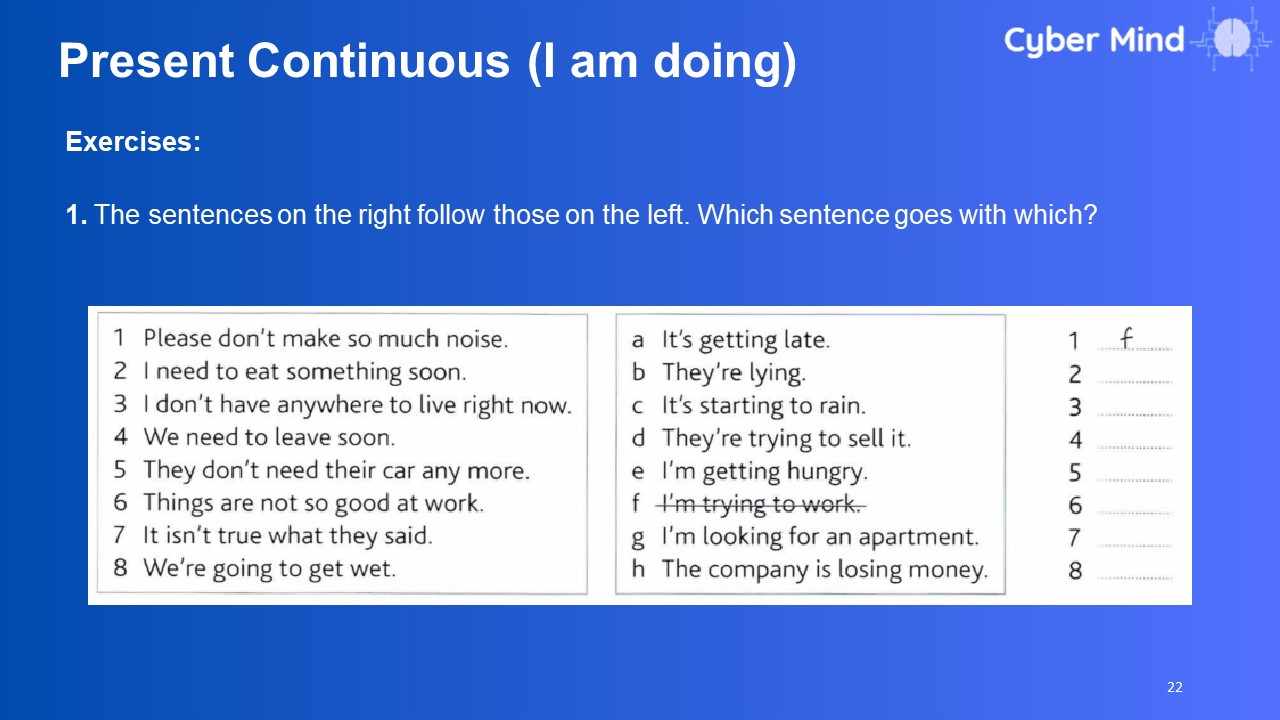 Present Continuous (I am doing)
Cyber Mind
Exercises:
1. The sentences on the right follow those on the left. Which sentence goes with which?
1 Please don't make so much noise.
2 I need to eat something soon.
3 I don't have anywhere to live right now.
4 We need to leave soon.
5 They don't need their car any more.
6 Things are not so good at work.
7 It isn't true what they said.
8 We're going to get wet.
a It's getting late.
b They're lying.
c It's starting to rain.
d They're trying to sell it.
e I'm getting hungry.
f I'm trying to work.
g I'm looking for an apartment.
h The company is losing money.
1 f
2
3
4
5
6
7
8
22